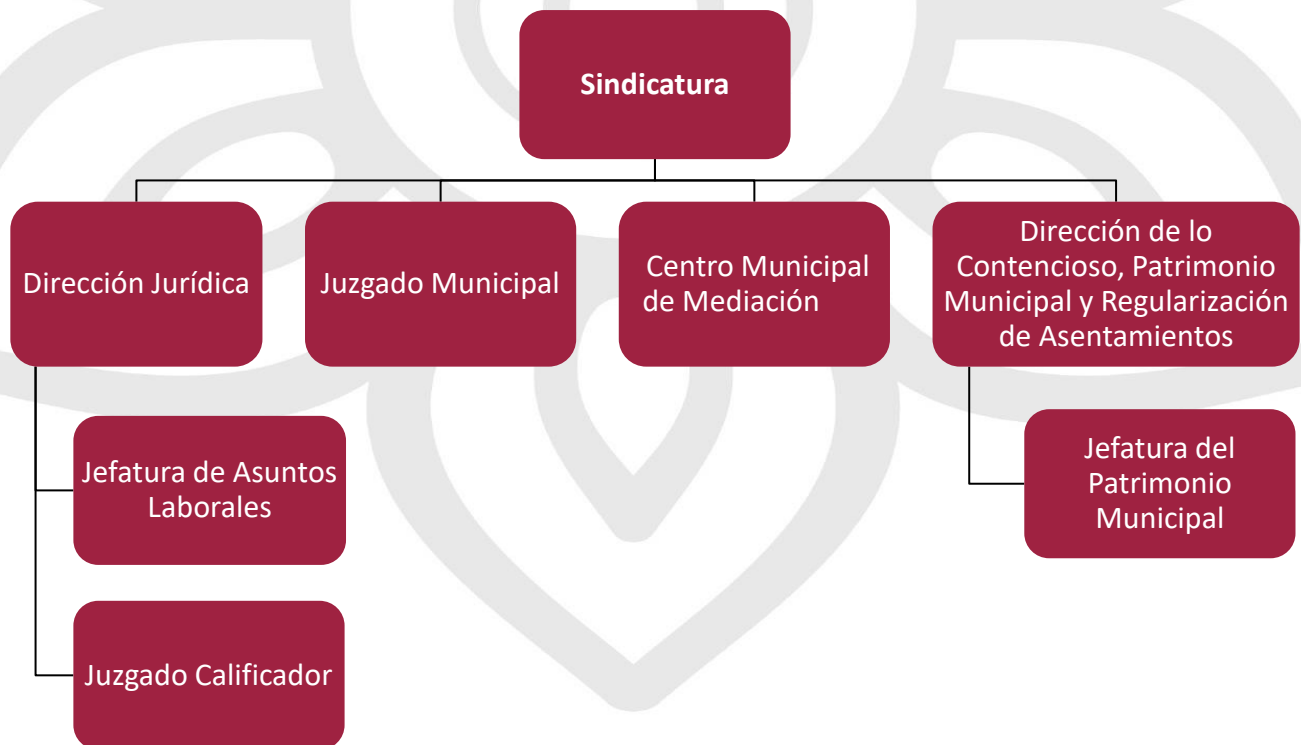 Sindicatura
Dirección Jurídica
Juzgado Municipal
Centro Municipal
de Mediación
Dirección de lo
Contencioso, Patrimonio
Municipal y Regularización
de Asentamientos
Jefatura de Asuntos
Laborales
Jefatura del
Patrimonio
Municipal
Juzgado Calificador